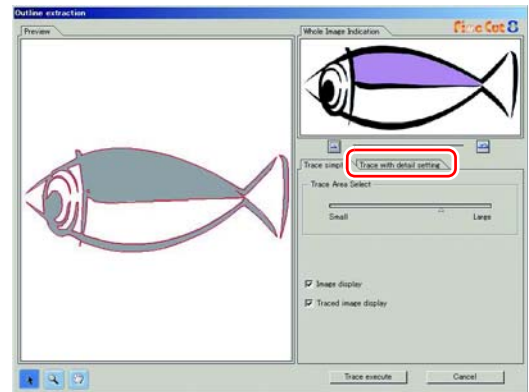 Outline extraction
Preview
Whole Image Indication
Fine Cut 8
Trace simply
Trace with detail setting
Trace Area Select
Small
Large
Image display
Traced image display
Trace execute
Cancel